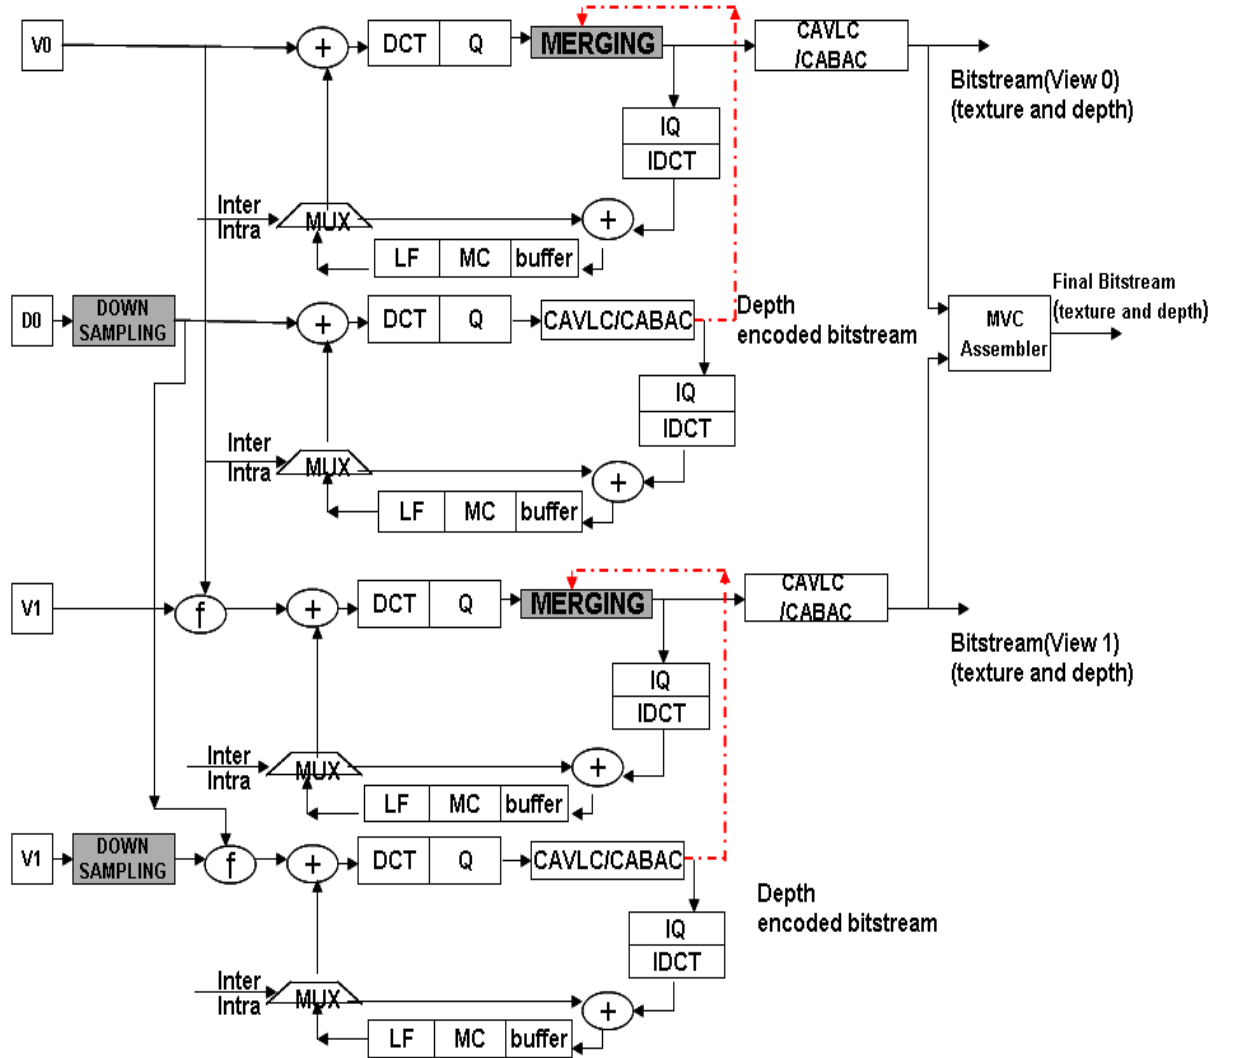 V0
+
DCT
Q
MERGING
CAVLC
/CABAC
Bitstream(View 0)
(texture and depth)
IQ
IDCT
Inter
Intra
MUX
+
LF
MC
buffer
D0
DOWN
SAMPLING
+
DCT
Q
CAVLC/CABAC
Depth
encoded bitstream
Final Bitstream
(texture and depth)
MVC
Assembler
IQ
IDCT
Inter
Intra
MUX
+
LF
MC
buffer
V1
f
+
DCT
Q
MERGING
CAVLC
/CABAC
Bitstream(View 1)
(texture and depth)
IQ
IDCT
Inter
Intra
MUX
+
LF
MC
buffer
V1
DOWN
SAMPLING
f
+
DCT
Q
CAVLC/CABAC
Depth
encoded bitstream
IQ
IDCT
Inter
Intra
MUX
+
LF
MC
buffer